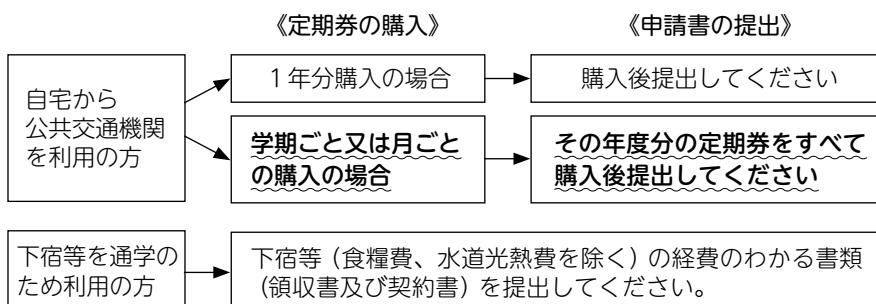 《定期券の購入》
《申請書の提出》
自宅から
公共交通機関
を利用の方
1年分購入の場合
購入後提出してください
学期ごと又は月ごと
の購入の場合
その年度分の定期券をすべて
購入後提出してください
下宿等を通学の
ため利用の方
下宿等（食糧費、水道光熱費を除く）の経費のわかる書類
（領収書及び契約書）を提出してください。